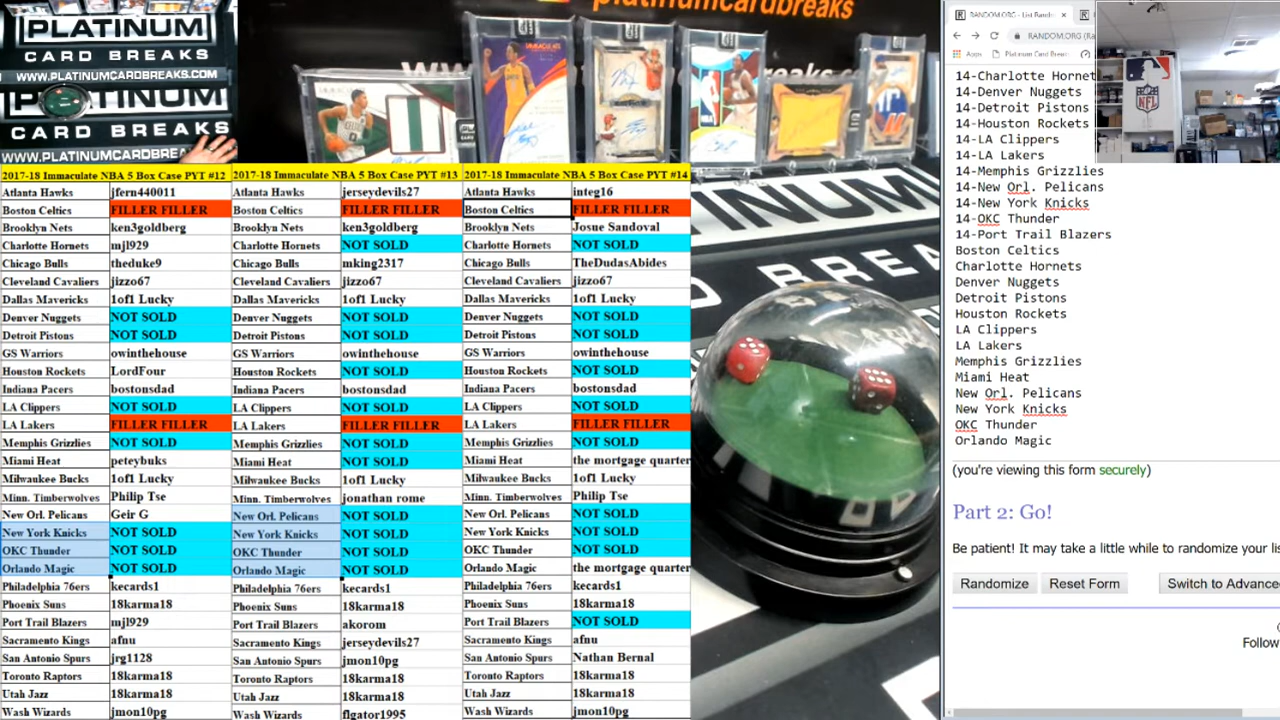 PLATINUM
CARD BREAKS
WWW.PLATINUMCARDBREAKS.COM
CARD BREAKS
WWW.PLATINUMCARDBREAKS.C
platinumcardbreaks
2017-18 Immaculate NBA 5 Box Case PYT #12 2017-18 Immaculate NBA 5 Box Case PYT #13 2017-18 Immaculate NBA 5 Box Case PYT #14
Atlanta Hawks jfern440011 Atlanta Hawks jerseydevils27 Atlanta Hawks integ16
Boston Celtics FILLER FILLER Boston Celtics FILLER FILLER Boston Celtics FILLER FILLER
Brooklyn Nets ken3goldberg Brooklyn Nets ken3goldberg Brooklyn Nets Josue Sandoval
Charlotte Hornets mjl929 Charlotte Hornets NOT SOLD Charlotte Hornets NOT SOLD
Chicago Bulls theduke9 Chicago Bulls mking2317 Chicago Bulls TheDudasAbides
Cleveland Cavaliers jizzo67 Cleveland Cavaliers jizzo67 Cleveland Cavaliers jizzo67
Dallas Mavericks 1of1 Lucky Dallas Mavericks 1of1 Lucky Dallas Mavericks 1of1 Lucky
Denver Nuggets NOT SOLD Denver Nuggets NOT SOLD Denver Nuggets NOT SOLD
Detroit Pistons NOT SOLD Detroit Pistons NOT SOLD Detroit Pistons NOT SOLD
GS Warriors owinthehouse GS Warriors owinthehouse GS Warriors owinthehouse
Houston Rockets LordFour Houston Rockets NOT SOLD Houston Rockets NOT SOLD
Indiana Pacers bostonsdad Indiana Pacers bostonsdad Indiana Pacers bostonsdad
LA Clippers NOT SOLD LA Clippers NOT SOLD LA Clippers NOT SOLD
LA Lakers FILLER FILLER LA Lakers FILLER FILLER LA Lakers FILLER FILLER
Memphis Grizzlies NOT SOLD Memphis Grizzlies NOT SOLD Memphis Grizzlies NOT SOLD
Miami Heat peteybuks Miami Heat NOT SOLD Miami Heat the mortgage quarter
Milwaukee Bucks 1of1 Lucky Milwaukee Bucks 1of1 Lucky Milwaukee Bucks 1of1 Lucky
Minn. Timberwolves Philip Tse Minn. Timberwolves jonathan rome Minn. Timberwolves Philip Tse
New Orl. Pelicans Geir G New Orl. Pelicans NOT SOLD New Orl. Pelicans NOT SOLD
New York Knicks NOT SOLD New York Knicks NOT SOLD New York Knicks NOT SOLD
OKC Thunder NOT SOLD OKC Thunder NOT SOLD OKC Thunder NOT SOLD
Orlando Magic NOT SOLD Orlando Magic NOT SOLD Orlando Magic the mortgage quarter
Philadelphia 76ers kecards1 Philadelphia 76ers kecards1 Philadelphia 76ers kecards1
Phoenix Suns 18karma18 Phoenix Suns 18karma18 Phoenix Suns 18karma18
Port Trail Blazers mjl929 Port Trail Blazers akorom Port Trail Blazers NOT SOLD
Sacramento Kings afnu Sacramento Kings jerseydevils27 Sacramento Kings afnu
San Antonio Spurs jrg1128 San Antonio Spurs jmon10pg San Antonio Spurs Nathan Bernal
Toronto Raptors 18karma18 Toronto Raptors 18karma18 Toronto Raptors 18karma18
Utah Jazz 18karma18 Utah Jazz 18karma18 Utah Jazz 18karma18
Wash Wizards jmon10pg Wash Wizards flgator1995 Wash Wizards jmon10pg
RANDOM.ORG - List Rand
RANDOM.ORG (Ra
Apps Platinum Card Break
14-Charlotte Hornet
14-Denver Nuggets
14-Detroit Pistons
14-Houston Rockets
14-LA Clippers
14-LA Lakers
14-Memphis Grizzlies
14-New Orl. Pelicans
14-New York Knicks
14-OKC Thunder
14-Port Trail Blazers
Boston Celtics
Charlotte Hornets
Denver Nuggets
Detroit Pistons
Houston Rockets
LA Clippers
LA Lakers
Memphis Grizzlies
Miami Heat
New Orl. Pelicans
New York Knicks
OKC Thunder
Orlando Magic
(you're viewing this form securely)
Part 2: Go!
Be patient! It may take a little while to randomize your lis
Randomize Reset Form Switch to Advance
Follow
NFL